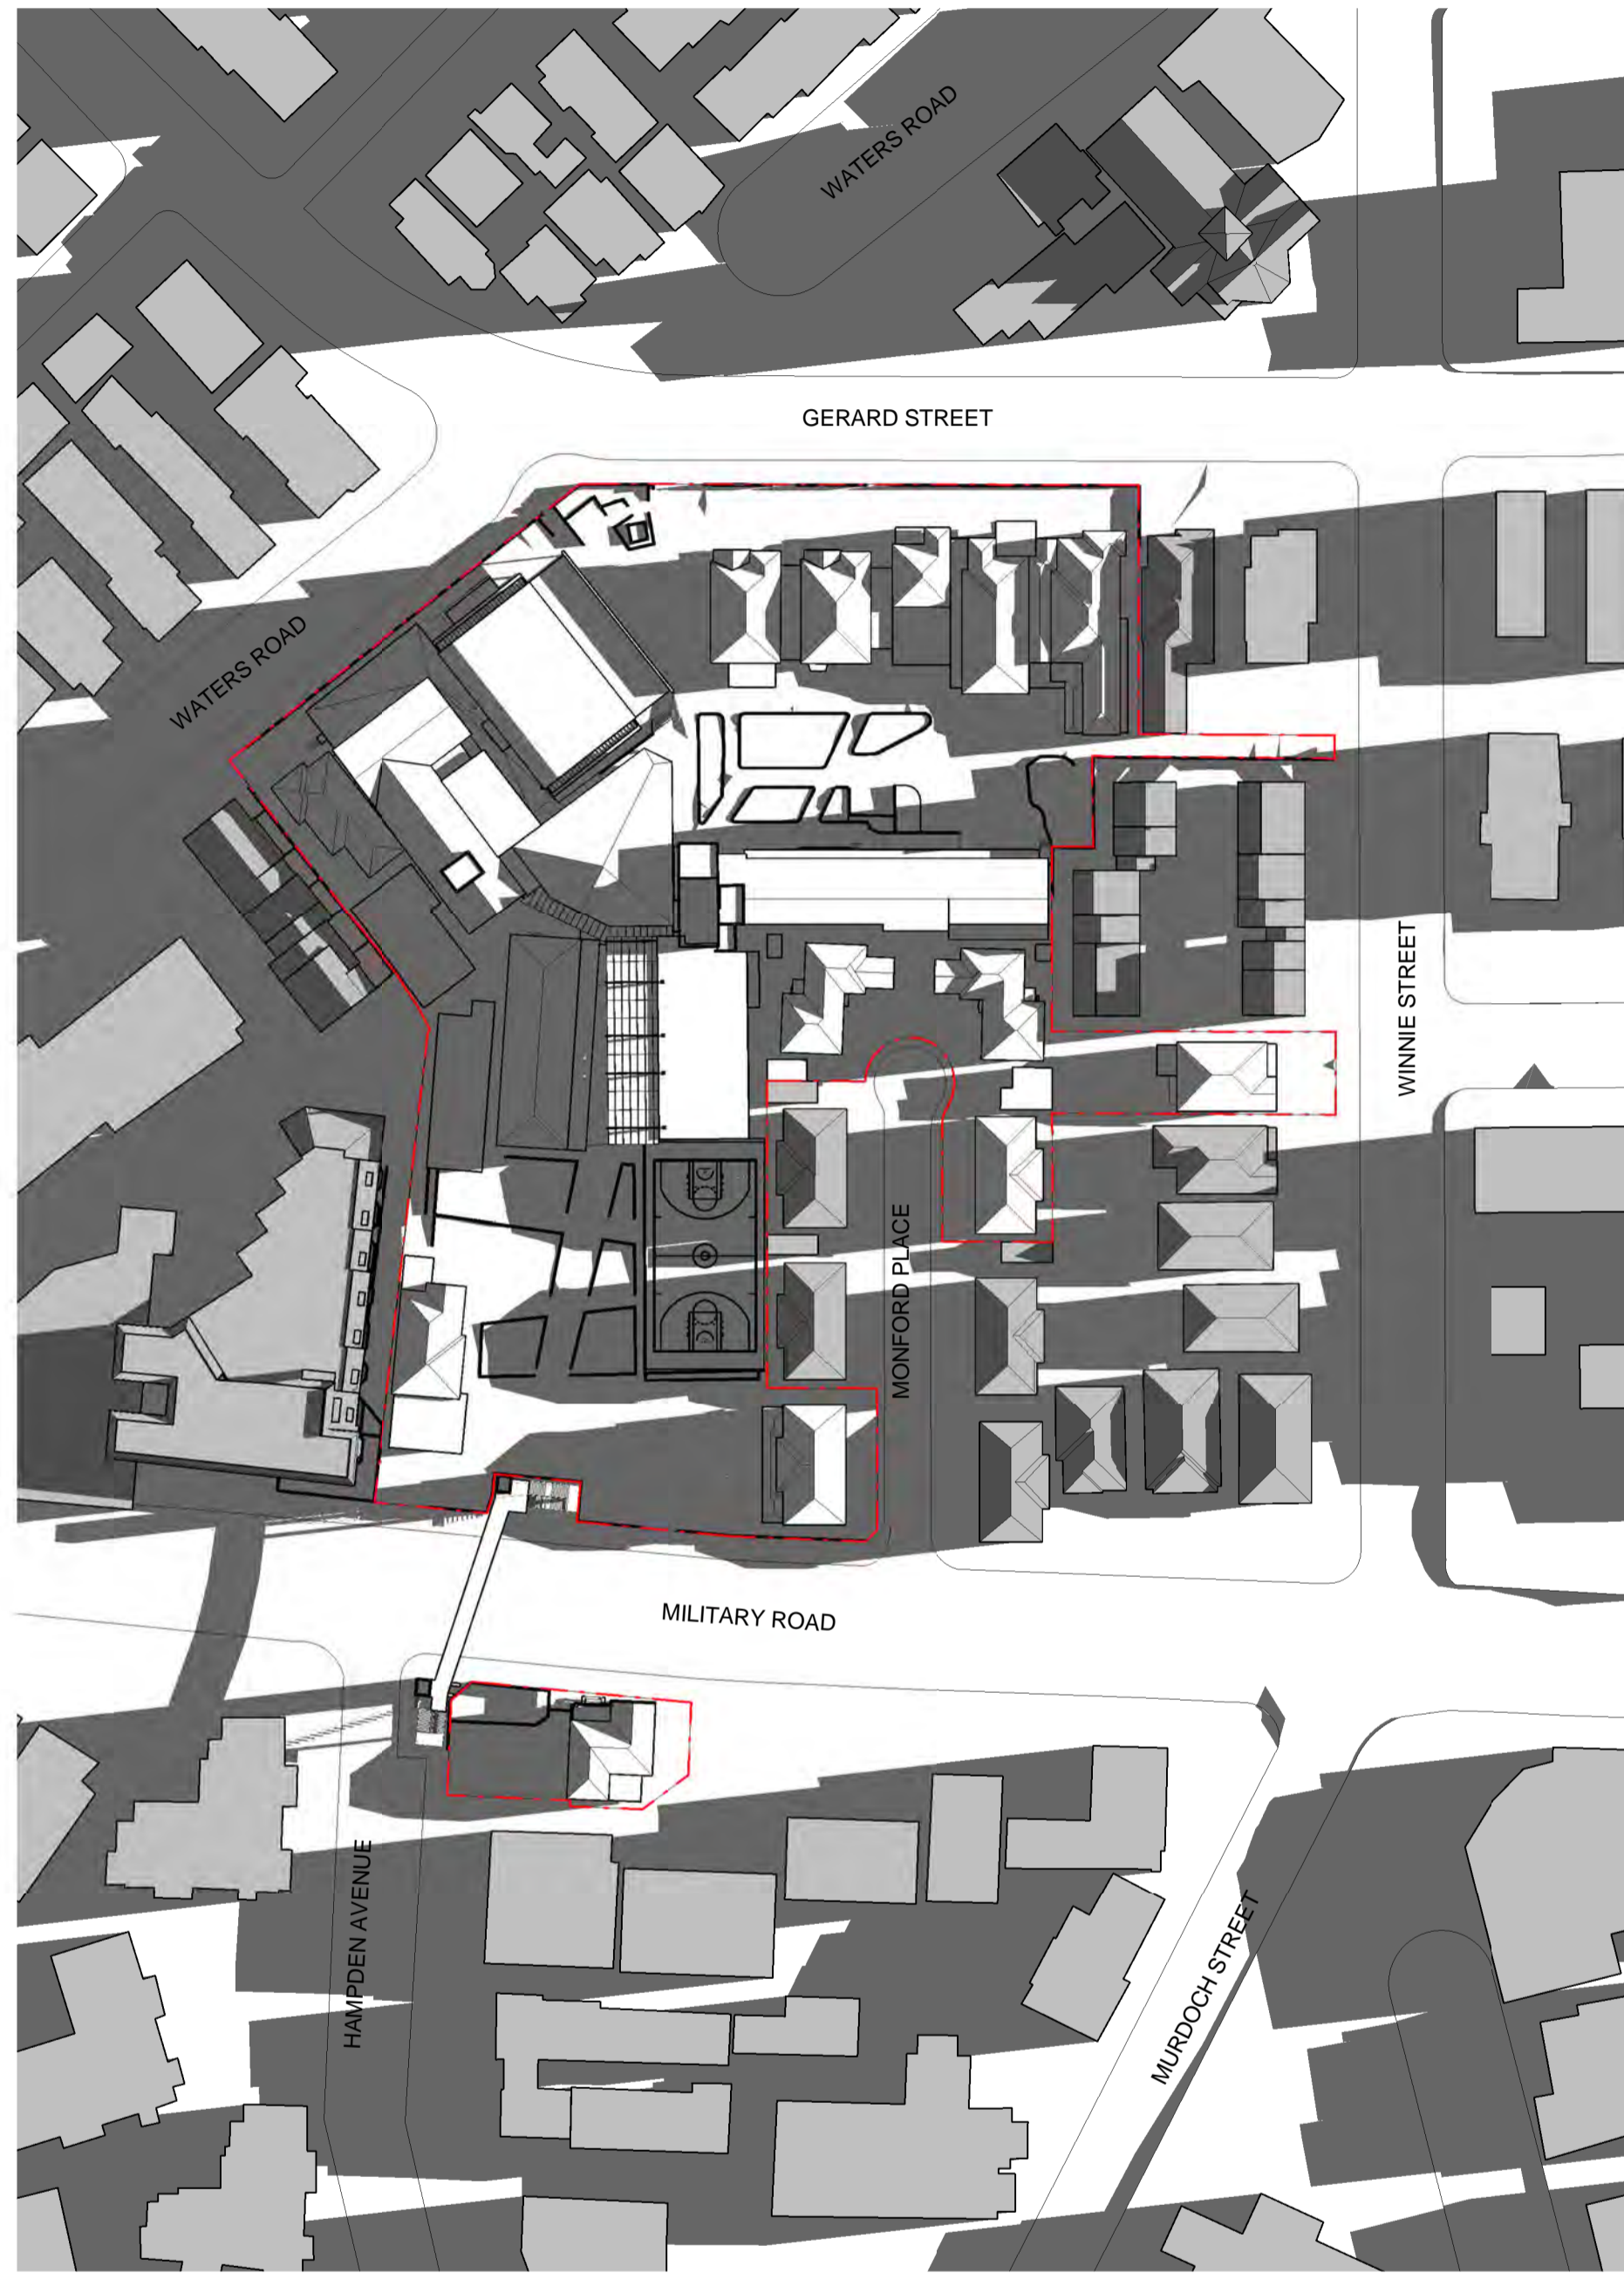 WATERS ROAD
GERARD STREET
WATERS ROAD
WINNIE STREET
MONFORD PLACE
MILITARY ROAD
HAMPDEN AVENUE
MURDOCH STREET